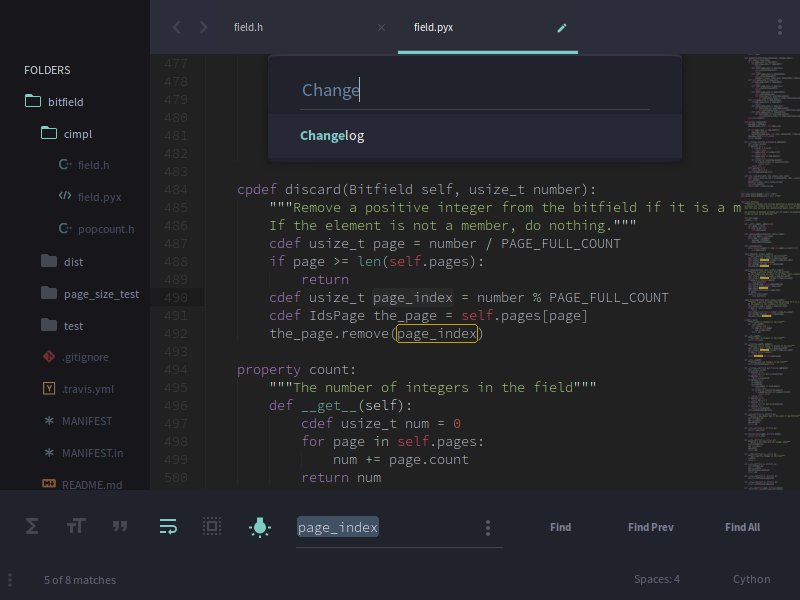 field.h
field.pyx
FOLDERS
bitfield
cimpl
field.h
field.pyx
popcount.h
dist
page_size_test
test
.gitignore
.travis.yml
MANIFEST
MANIFEST.in
README.md
Change
Changelog
477
478
479
480
481
482
483
484 cpdef discard(Bitfield self, usize_t number):
485 """Remove a positive integer from the bitfield if it is a m
486 If the element is not a member, do nothing."""
487 cdef usize_t page = number / PAGE_FULL_COUNT
488 if page >= len(self.pages):
489 return
490 cdef usize_t page_index = number % PAGE_FULL_COUNT
491 cdef IdsPage the_page = self.pages[page]
492 the_page.remove(page_index)
493
494 property count:
495 """The number of integers in the field"""
496 def __get__(self):
497 cdef usize_t num = 0
498 for page in self.pages:
499 num += page.count
500 return num
page_index
Find
Find Prev
Find All
5 of 8 matches
Spaces: 4
Cython